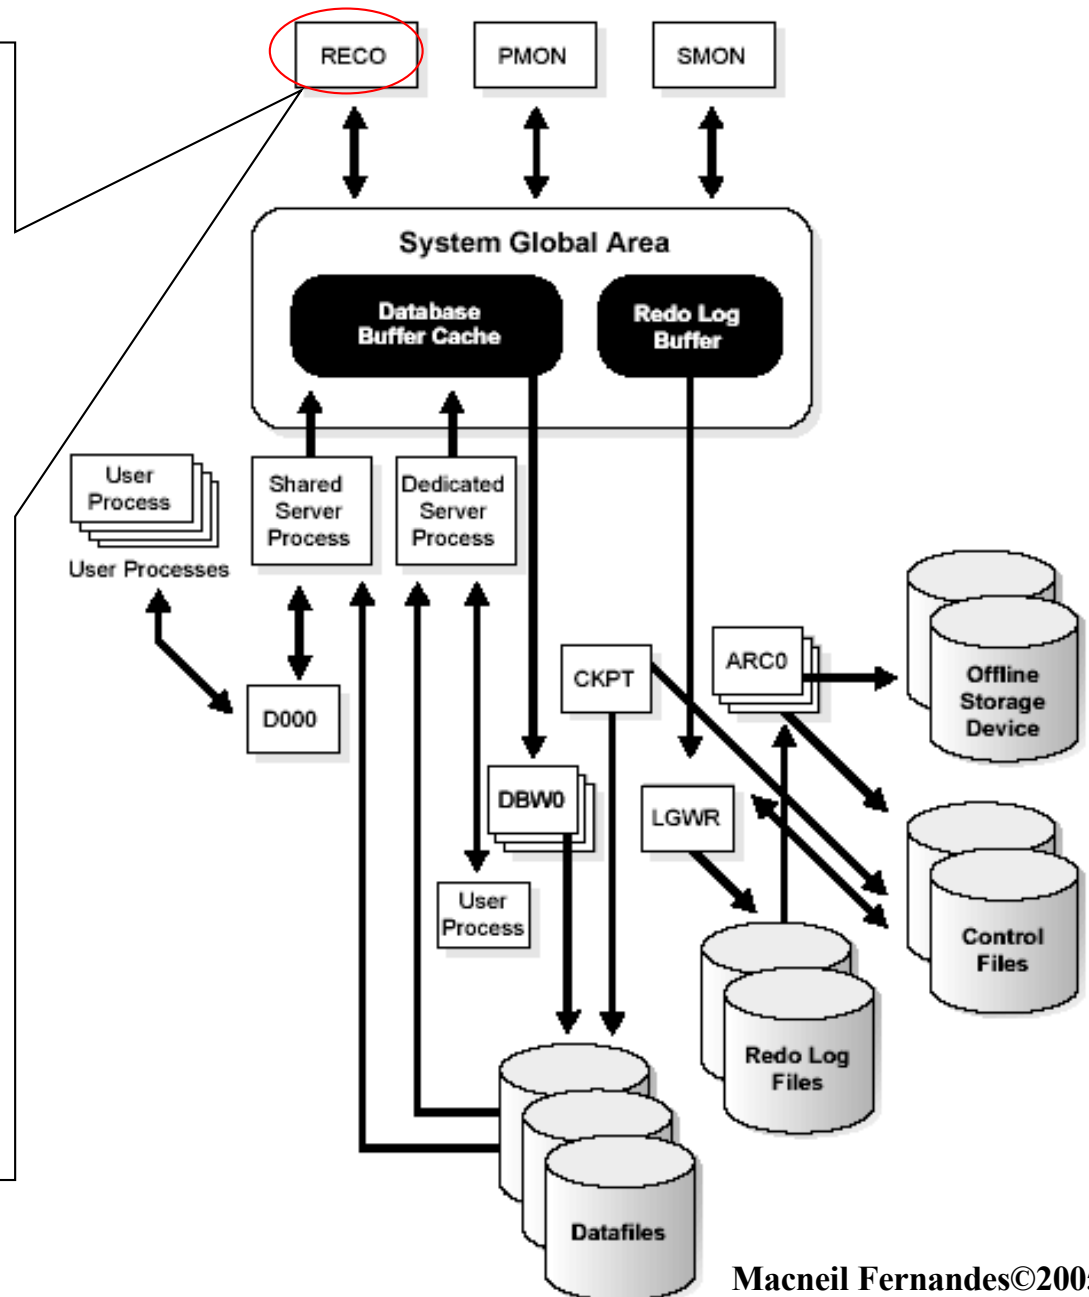 RECO
PMON
SMON
System Global Area
Database
Buffer Cache
Redo Log
Buffer
User
Process
User Processes
Shared
Server
Process
Dedicated
Server
Process
D000
CKPT
ARC0
Offline
Storage
Device
DBW0
LGWR
User
Process
Control
Files
Redo Log
Files
Datafiles
Macneil Fernandes©200